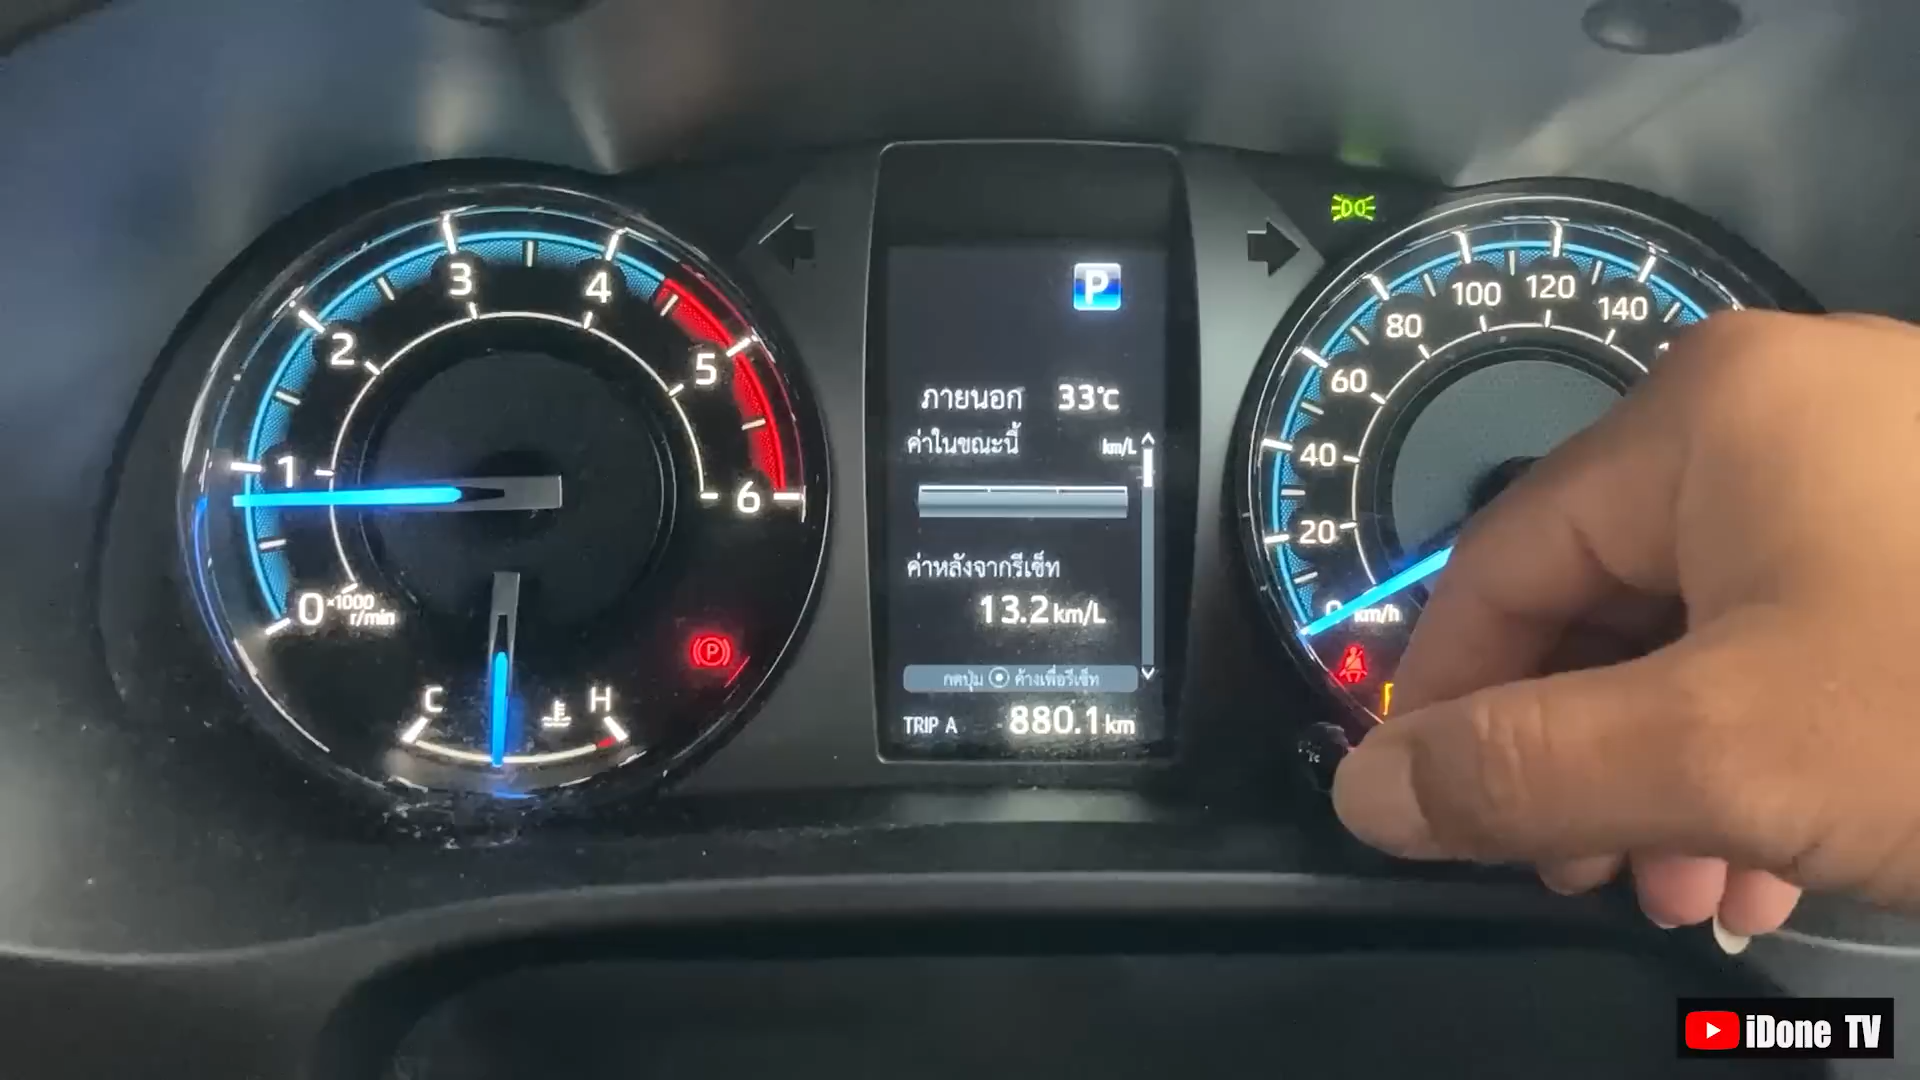 3
4
2
5
1
6
0
×1000
r/min
C
H
P
P
ภายนอก 33℃
ค่าในขณะนี้ km/L
ค่าหลังจากรีเซ็ท
13.2 km/L
กดปุ่ม ค้างเพื่อรีเซ็ท
TRIP A 880.1 km
100
120
140
80
60
40
20
0
km/h
iDone TV